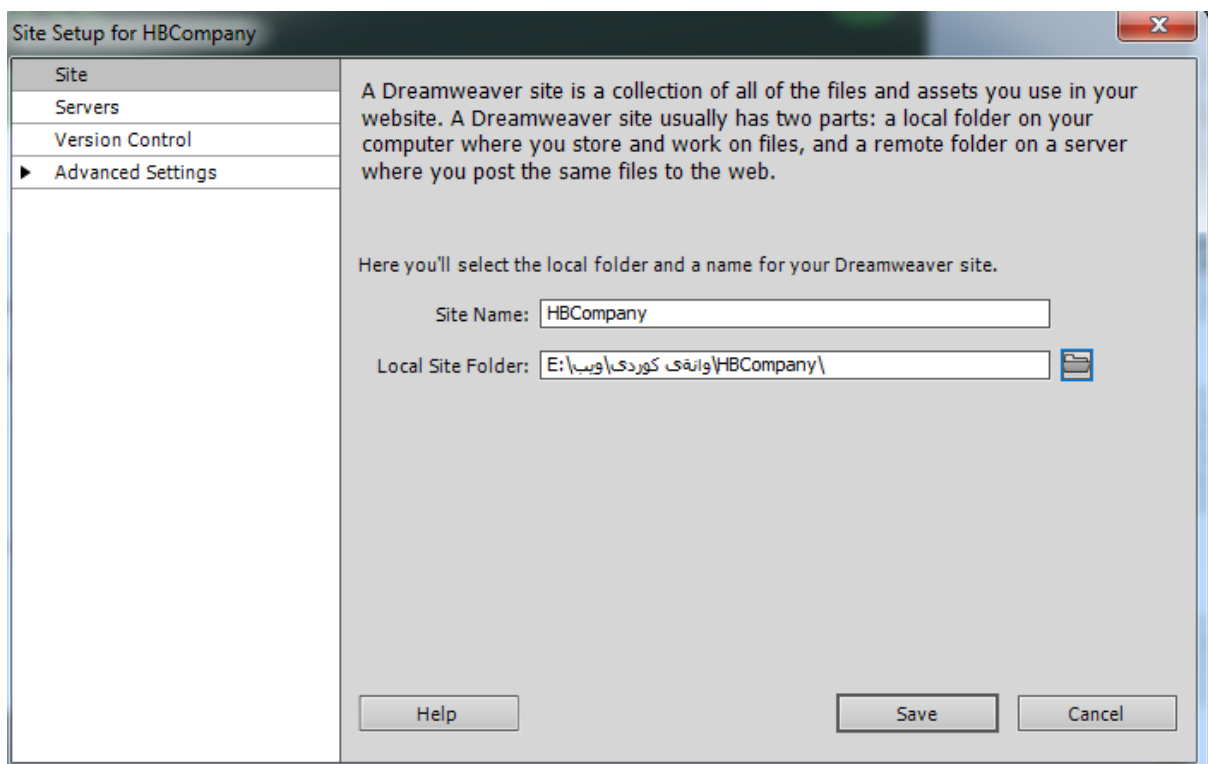 Site Setup for HBCompany
Site
Servers
Version Control
Advanced Settings
A Dreamweaver site is a collection of all of the files and assets you use in your
website. A Dreamweaver site usually has two parts: a local folder on your
computer where you store and work on files, and a remote folder on a server
where you post the same files to the web.
Here you'll select the local folder and a name for your Dreamweaver site.
Site Name: HBCompany
Local Site Folder: E:\وانةى كوردى\ويب\HBCompany\
Help
Save
Cancel